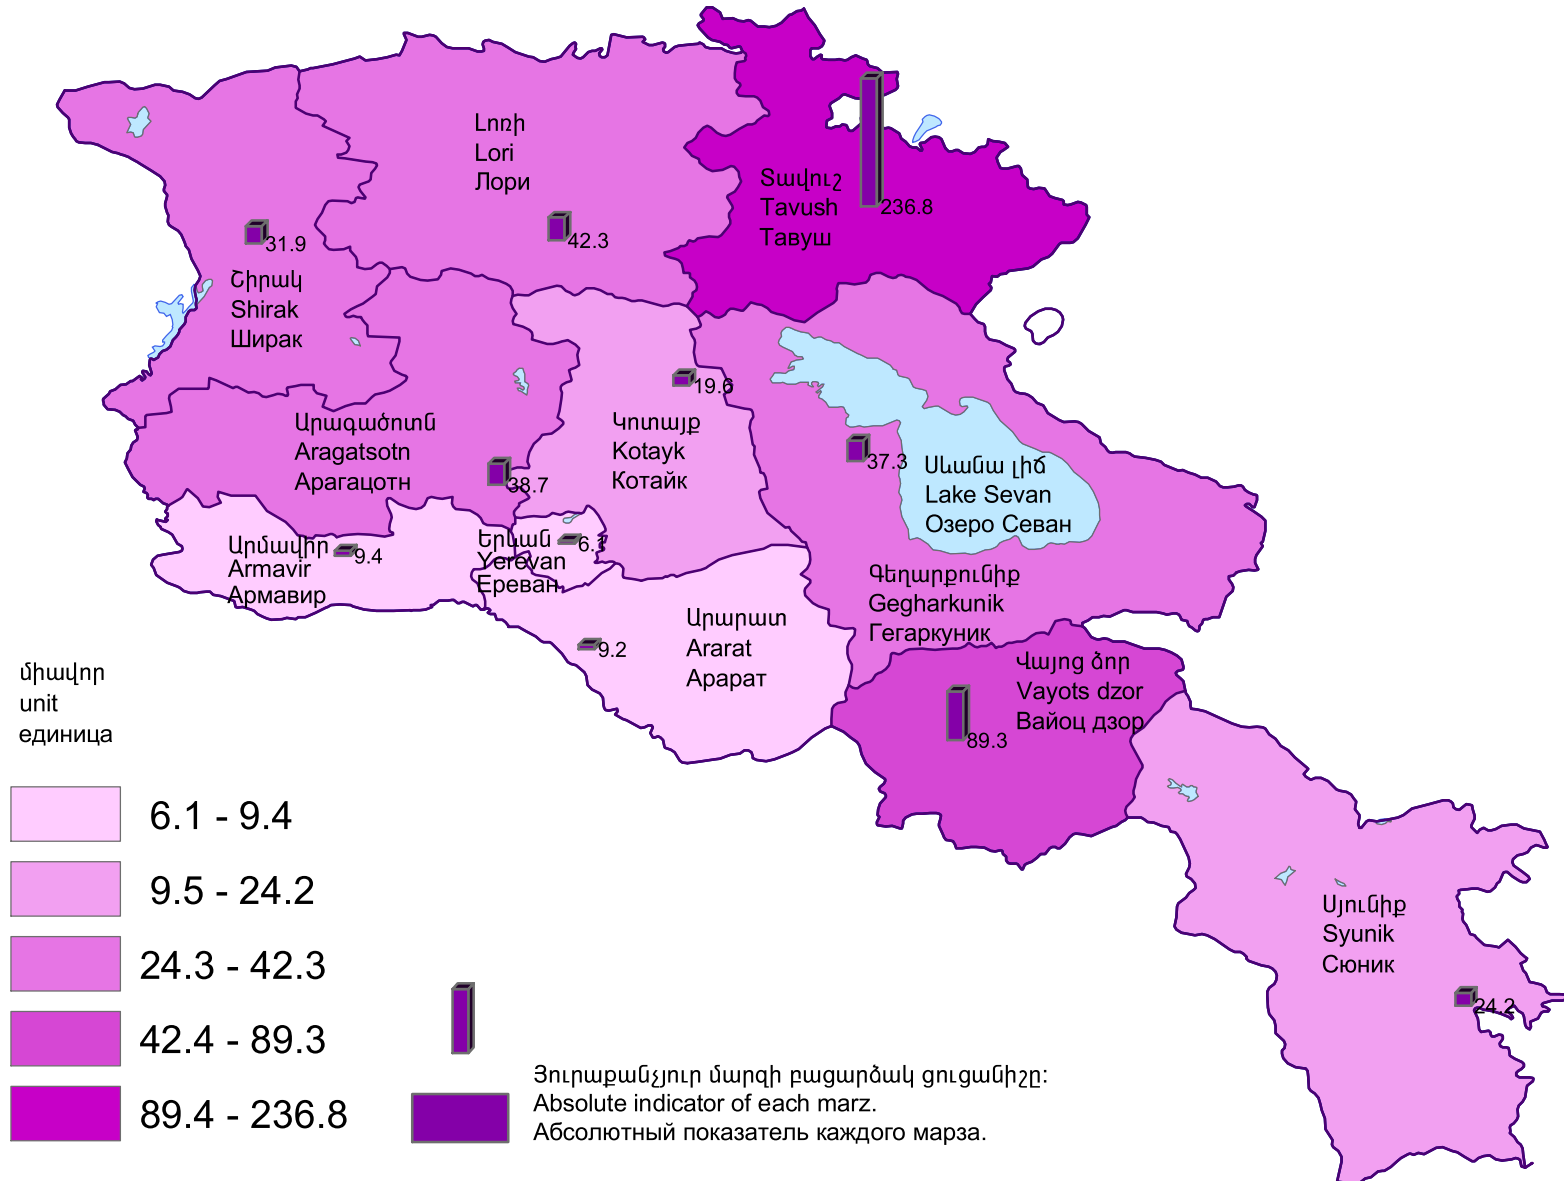 Լոռի
Lori
Лори
42.3
Տավուշ
Tavush
Тавуш
236.8
31.9
Շիրակ
Shirak
Ширак
Արագածոտն
Aragatsotn
Арагацотн
38.7
19.6
Կոտայք
Kotayk
Котайк
37.3
Սևանա լիճ
Lake Sevan
Озеро Севан
Արմավիր
Armavir
Армавир
9.4
Երևան
Yerevan
Ереван
6.1
Գեղարքունիք
Gegharkunik
Гегаркуник
Արարատ
Ararat
Арарат
9.2
Վայոց ձոր
Vayots dzor
Вайоц дзор
89.3
Սյունիք
Syunik
Сюник
24.2
միավոր
unit
единица
6.1 - 9.4
9.5 - 24.2
24.3 - 42.3
42.4 - 89.3
89.4 - 236.8
Յուրաքանչյուր մարզի բացարձակ ցուցանիշը:
Absolute indicator of each marz.
Абсолютный показатель каждого марза.